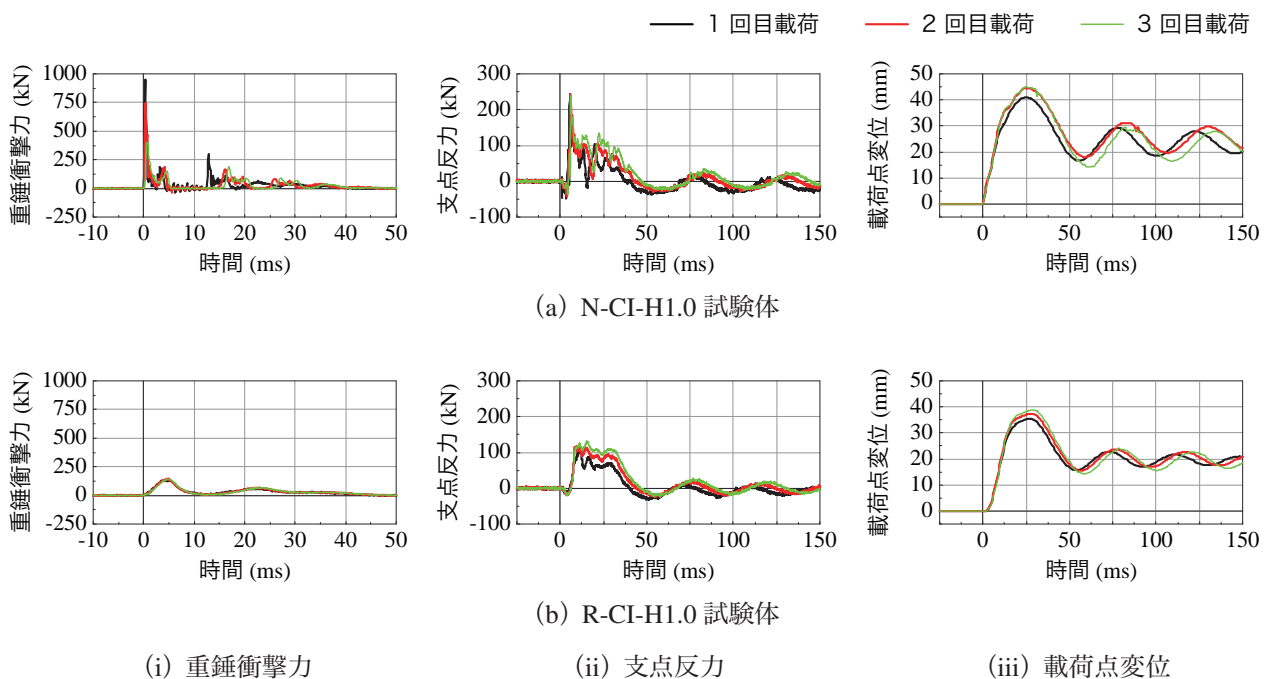 1 回目載荷 2 回目載荷 3 回目載荷
重錘衝撃力 (kN)
1000
750
500
250
0
-250
-10 0 10 20 30 40 50
時間 (ms)
支点反力 (kN)
300
200
100
0
-100
0 50 100 150
時間 (ms)
載荷点変位 (mm)
50
40
30
20
10
0
0 50 100 150
時間 (ms)
(a) N-CI-H1.0 試験体
重錘衝撃力 (kN)
1000
750
500
250
0
-250
-10 0 10 20 30 40 50
時間 (ms)
支点反力 (kN)
300
200
100
0
-100
0 50 100 150
時間 (ms)
載荷点変位 (mm)
50
40
30
20
10
0
0 50 100 150
時間 (ms)
(b) R-CI-H1.0 試験体
(i) 重錘衝撃力 (ii) 支点反力 (iii) 載荷点変位